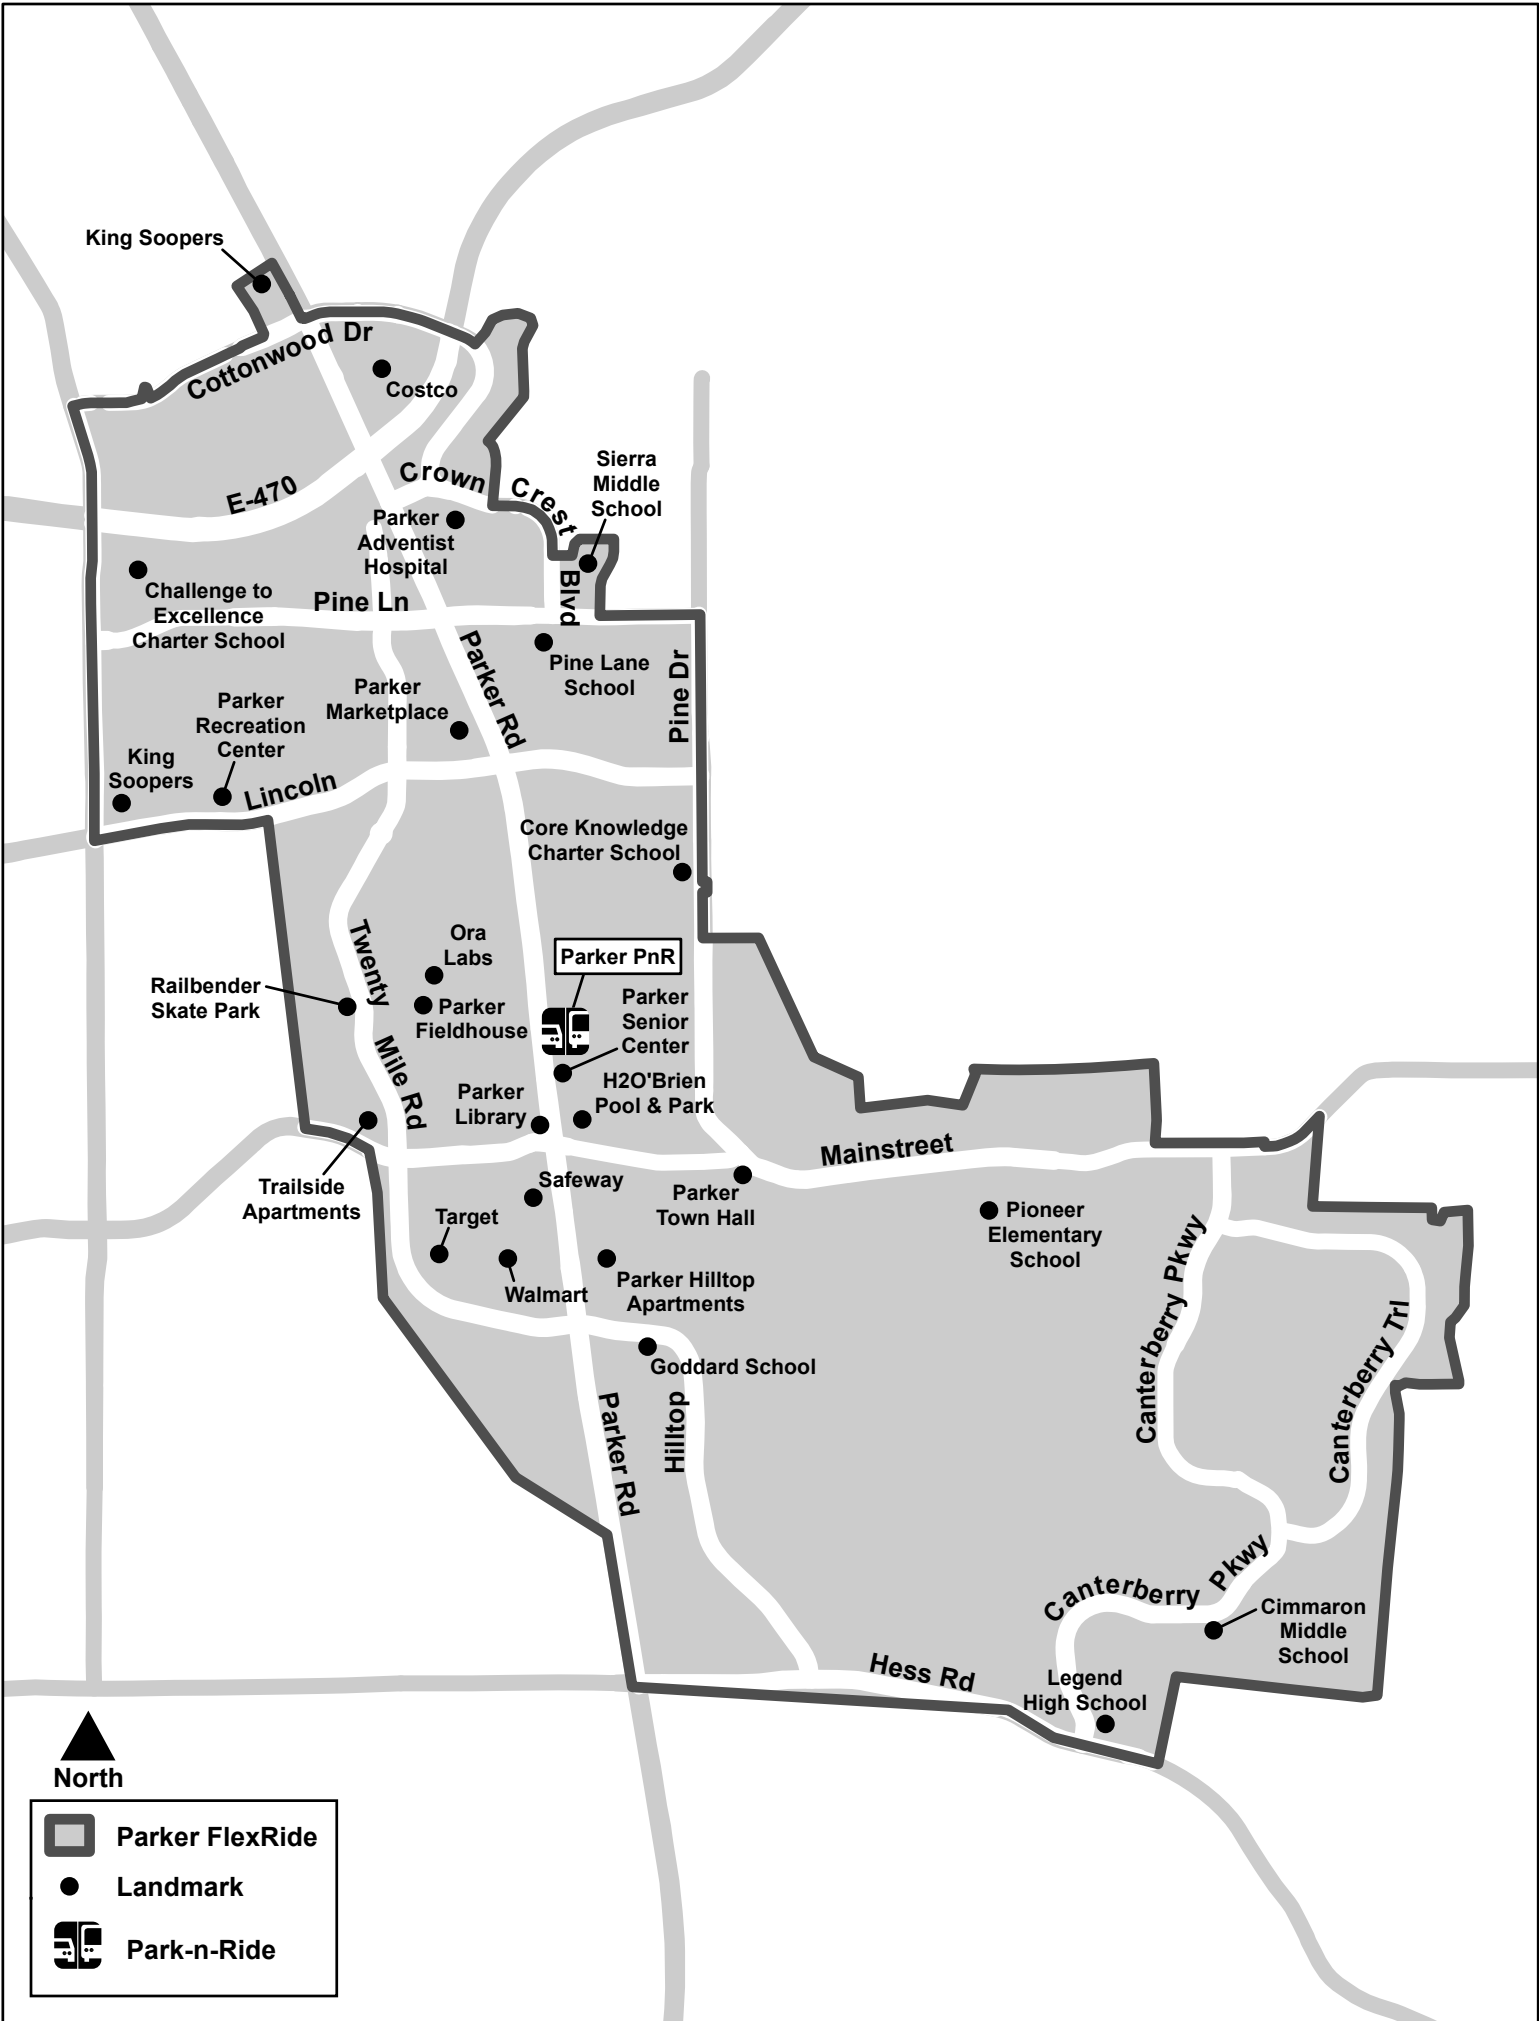 King Soopers
Cottonwood Dr
Costco
E-470
Crown
Crest
Blvd
Sierra
Middle
School
Parker
Adventist
Hospital
Challenge to
Excellence
Charter School
Pine Ln
Parker Rd
Pine Lane
School
Pine Dr
Parker
Marketplace
Parker
Recreation
Center
King
Soopers
Lincoln
Core Knowledge
Charter School
Twenty
Mile Rd
Ora
Labs
Parker PnR
Railbender
Skate Park
Parker
Fieldhouse
Parker
Senior
Center
H2O'Brien
Pool & Park
Parker
Library
Mainstreet
Trailside
Apartments
Safeway
Parker
Town Hall
Target
Walmart
Pioneer
Elementary
School
Parker Hilltop
Apartments
Canterberry Pkwy
Canterberry Trl
Goddard School
Parker Rd
Hilltop
Canterberry
Pkwy
Cimmaron
Middle
School
Hess Rd
Legend
High School
North
Parker FlexRide
Landmark
Park-n-Ride